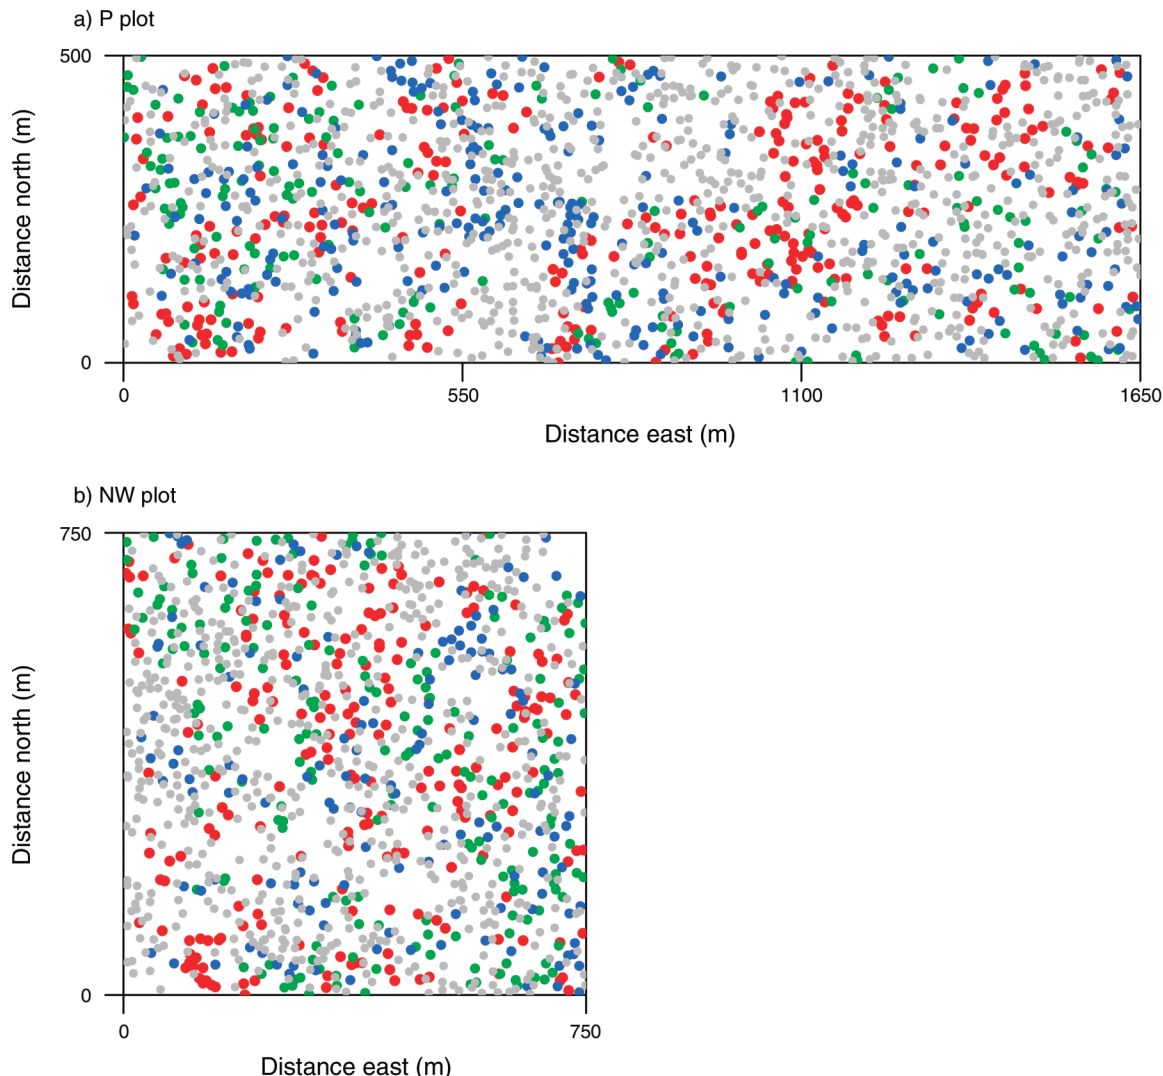 a) P plot
500
Distance north (m)
0
0
550
1100
1650
Distance east (m)
b) NW plot
750
Distance north (m)
0
0
750
Distance east (m)